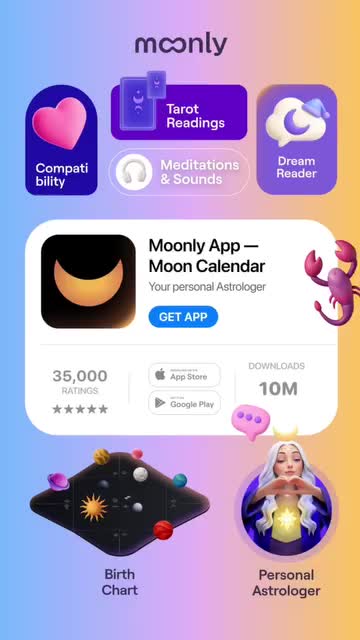 moonly
Tarot
Readings
Compati
bility
Meditations
& Sounds
Dream
Reader
Moonly App —
Moon Calendar
Your personal Astrologer
GET APP
35,000
RATINGS
App Store
Google Play
DOWNLOADS
10M
Birth
Chart
Personal
Astrologer